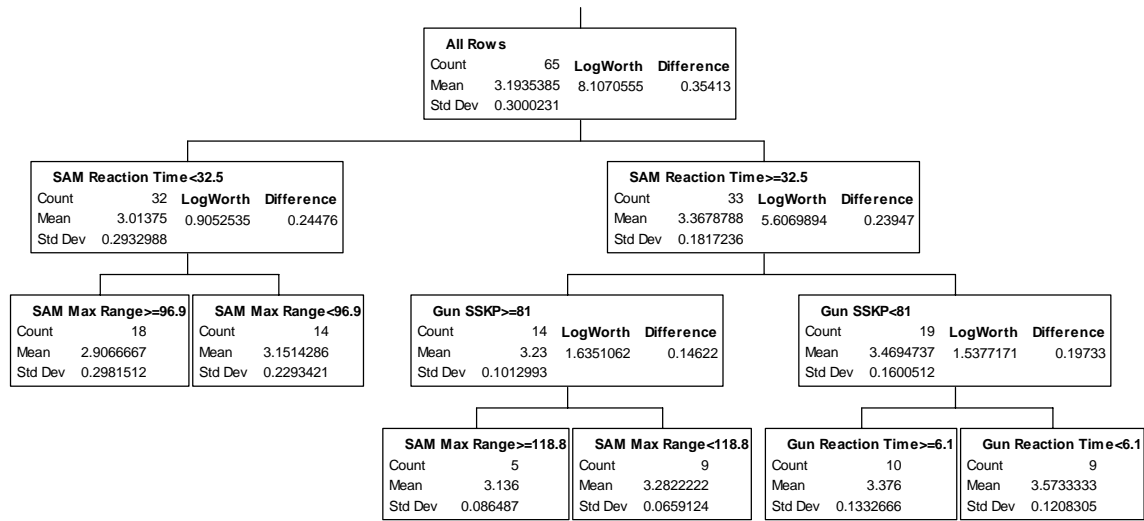 All Rows
Count 65 LogWorth Difference
Mean 3.1935385 8.1070555 0.35413
Std Dev 0.3000231
SAM Reaction Time<32.5
Count 32 LogWorth Difference
Mean 3.01375 0.9052535 0.24476
Std Dev 0.2932988
SAM Reaction Time>=32.5
Count 33 LogWorth Difference
Mean 3.3678788 5.6069894 0.23947
Std Dev 0.1817236
SAM Max Range>=96.9
Count 18
Mean 2.9066667
Std Dev 0.2981512
SAM Max Range<96.9
Count 14
Mean 3.1514286
Std Dev 0.2293421
Gun SSKP>=81
Count 14 LogWorth Difference
Mean 3.23 1.6351062 0.14622
Std Dev 0.1012993
Gun SSKP<81
Count 19 LogWorth Difference
Mean 3.4694737 1.5377171 0.19733
Std Dev 0.1600512
SAM Max Range>=118.8
Count 5
Mean 3.136
Std Dev 0.086487
SAM Max Range<118.8
Count 9
Mean 3.2822222
Std Dev 0.0659124
Gun Reaction Time>=6.1
Count 10
Mean 3.376
Std Dev 0.1332666
Gun Reaction Time<6.1
Count 9
Mean 3.5733333
Std Dev 0.1208305